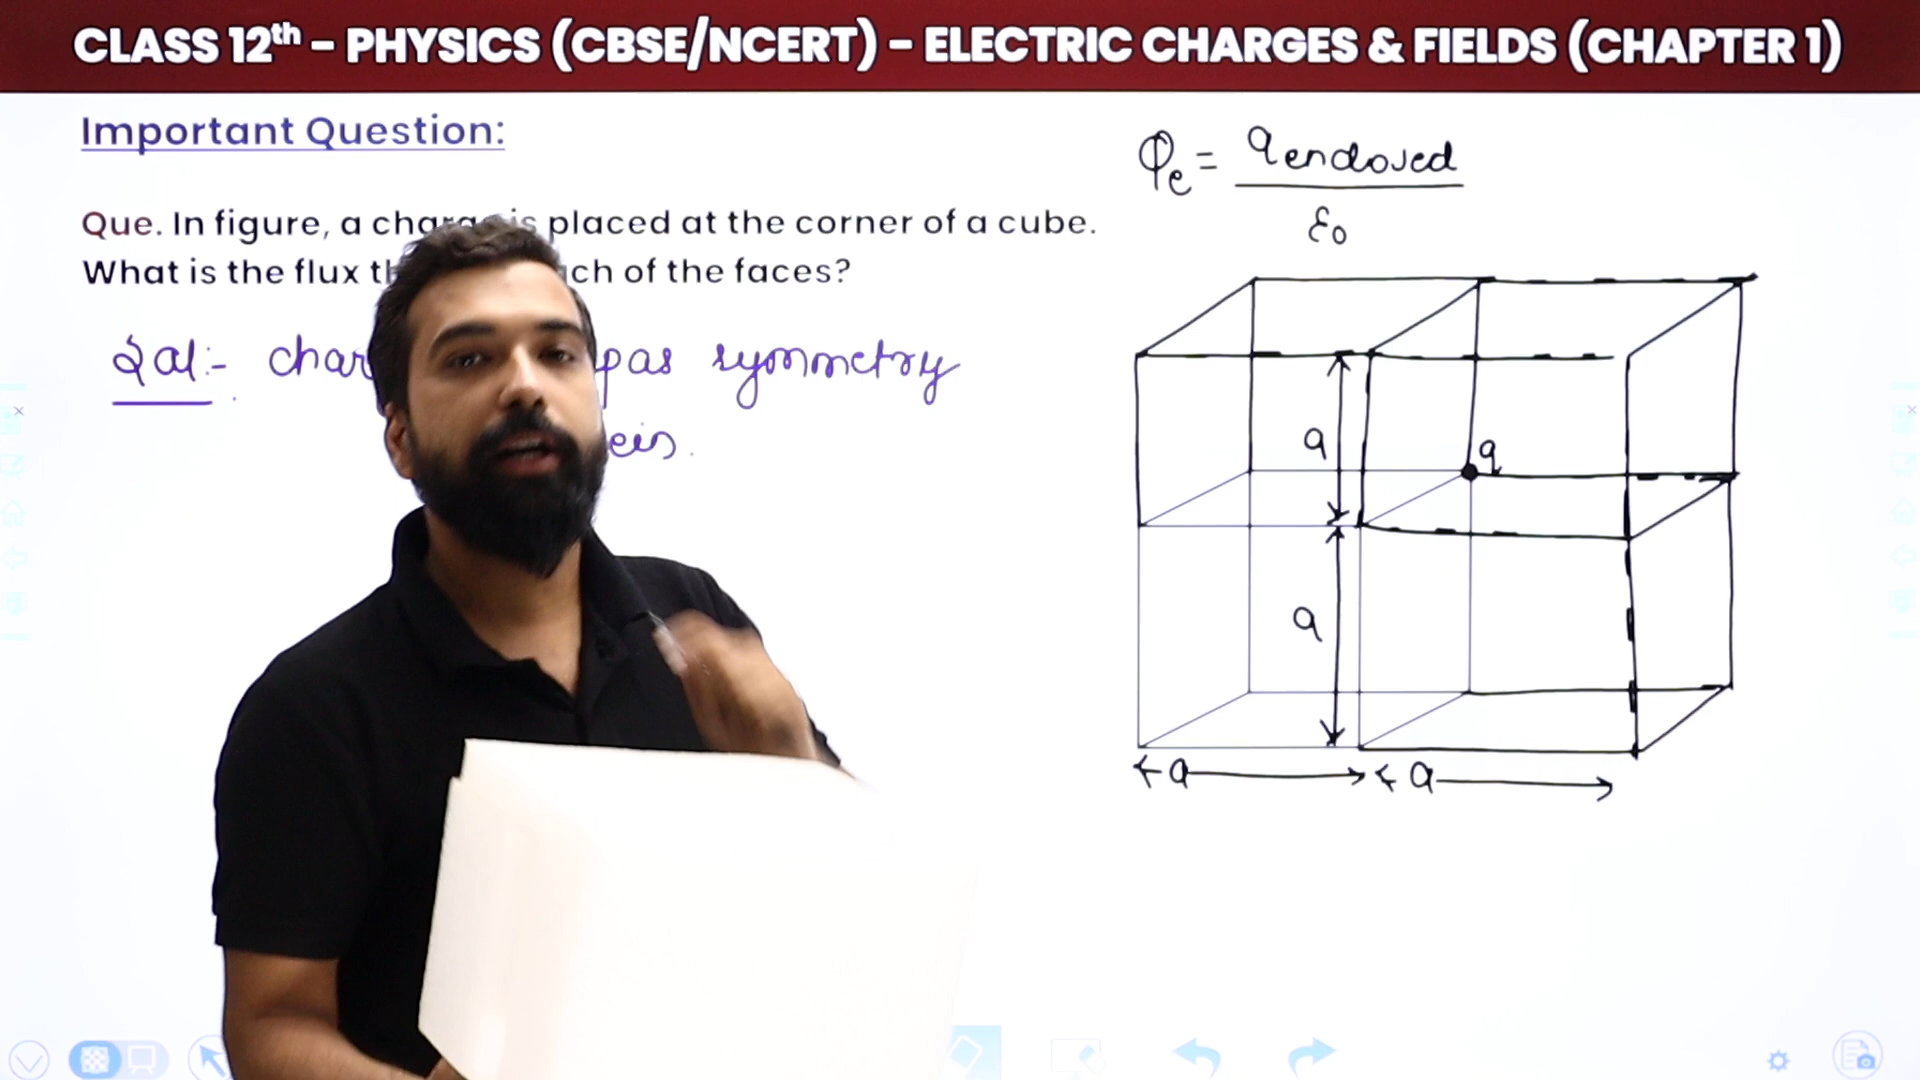 CLASS 12th – PHYSICS (CBSE/NCERT) – ELECTRIC CHARGES & FIELDS (CHAPTER 1)
Important Question:
Que. In figure, a charge is placed at the corner of a cube.
What is the flux ch of the faces?
Sol:- char pas symmetry
φe = qenclosed
ε0
q
a
a
a
a